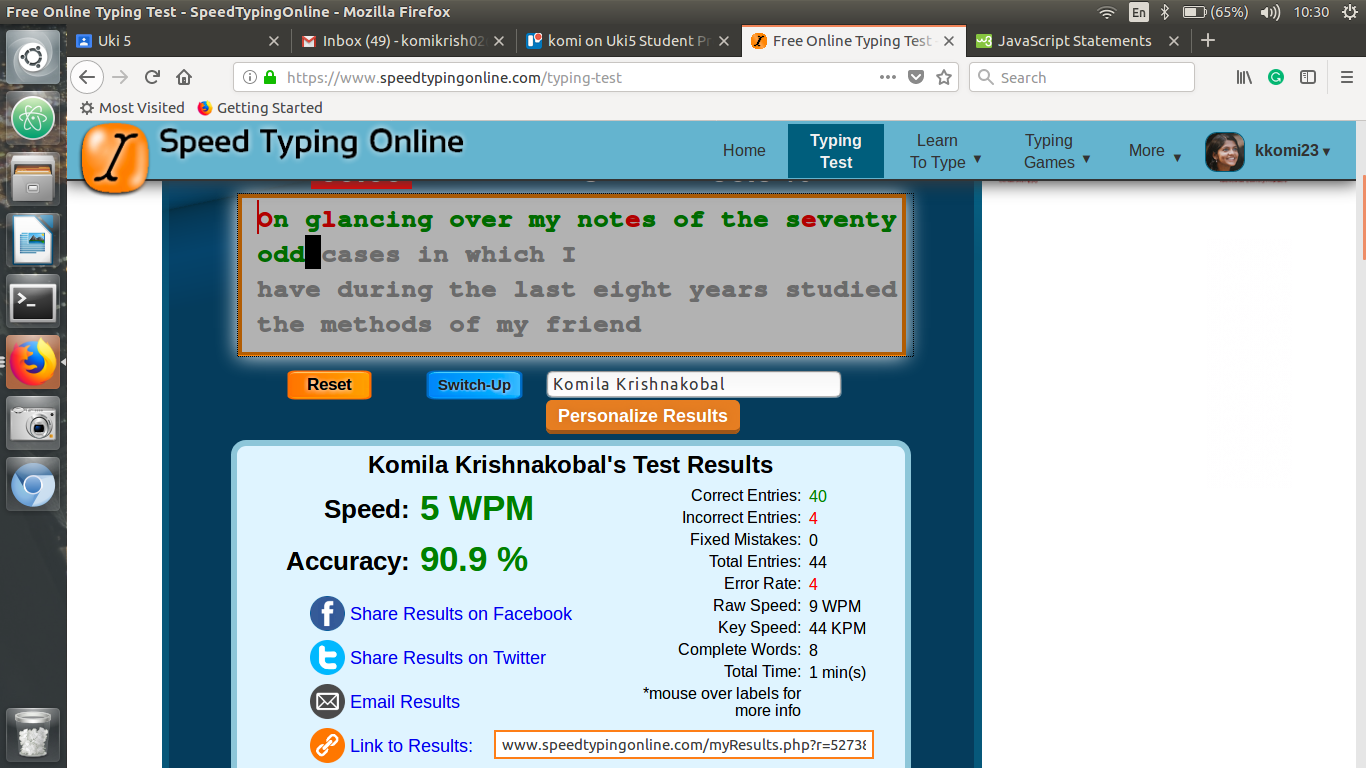 Free Online Typing Test - SpeedTypingOnline - Mozilla Firefox
En
(65%)
10:30
Uki 5
Inbox (49) - komikrish02
komi on Uki5 Student Pr
Free Online Typing Test
w3
JavaScript Statements
https://www.speedtypingonline.com/typing-test
Search
Most Visited
Getting Started
Speed Typing Online
Home
Typing
Test
Learn
To Type
Typing
Games
More
kkomi23
On glancing over my notes of the seventy
odd cases in which I
have during the last eight years studied
the methods of my friend
Reset
Switch-Up
Komila Krishnakobal
Personalize Results
Komila Krishnakobal's Test Results
Speed: 5 WPM
Accuracy: 90.9 %
Share Results on Facebook
Share Results on Twitter
Email Results
Link to Results:
www.speedtypingonline.com/myResults.php?r=5273
Correct Entries: 40
Incorrect Entries: 4
Fixed Mistakes: 0
Total Entries: 44
Error Rate: 4
Raw Speed: 9 WPM
Key Speed: 44 KPM
Complete Words: 8
Total Time: 1 min(s)
*mouse over labels for
more info